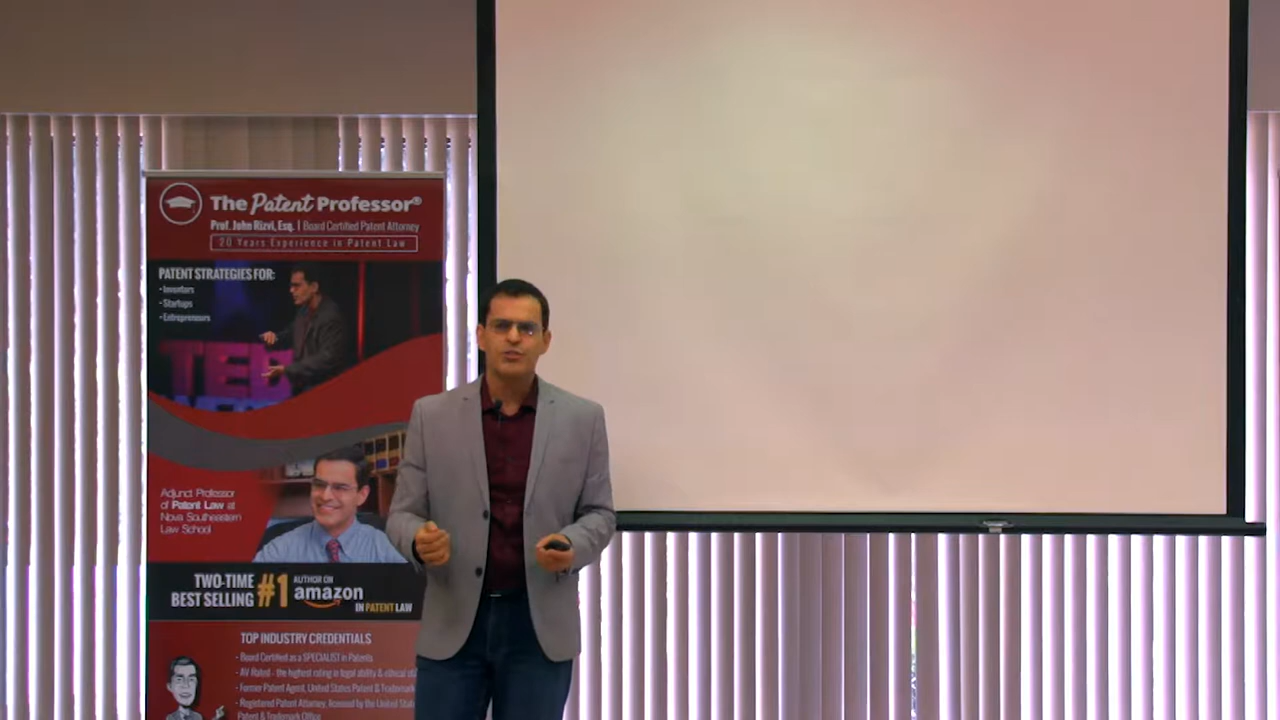 The Patent Professor®
Prof. John Rizvi, Esq. | Board Certified Patent Attorney
20 Years Experience in Patent Law
PATENT STRATEGIES FOR:
• Inventors
• Startups
• Entrepreneurs
TED
Adjunct Professor
of Patent Law at
Nova Southeastern
Law School
TWO-TIME
BEST SELLING
#1
AUTHOR ON
amazon
IN PATENT LAW
TOP INDUSTRY CREDENTIALS
• Board Certified as a SPECIALIST in Patents
• AV Rated - the highest rating in legal ability & ethical
• Former Patent Agent, United States Patent & Trademark
• Registered Patent Attorney, licensed by the United States
Patent & Trademark Office